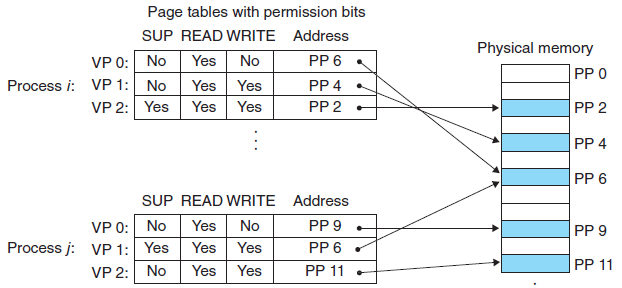 Page tables with permission bits
SUP READ WRITE Address
VP 0: No Yes No PP 6
Process i: VP 1: No Yes Yes PP 4
VP 2: Yes Yes Yes PP 2
SUP READ WRITE Address
VP 0: No Yes No PP 9
Process j: VP 1: Yes Yes Yes PP 6
VP 2: No Yes Yes PP 11
Physical memory
PP 0
PP 2
PP 4
PP 6
PP 9
PP 11